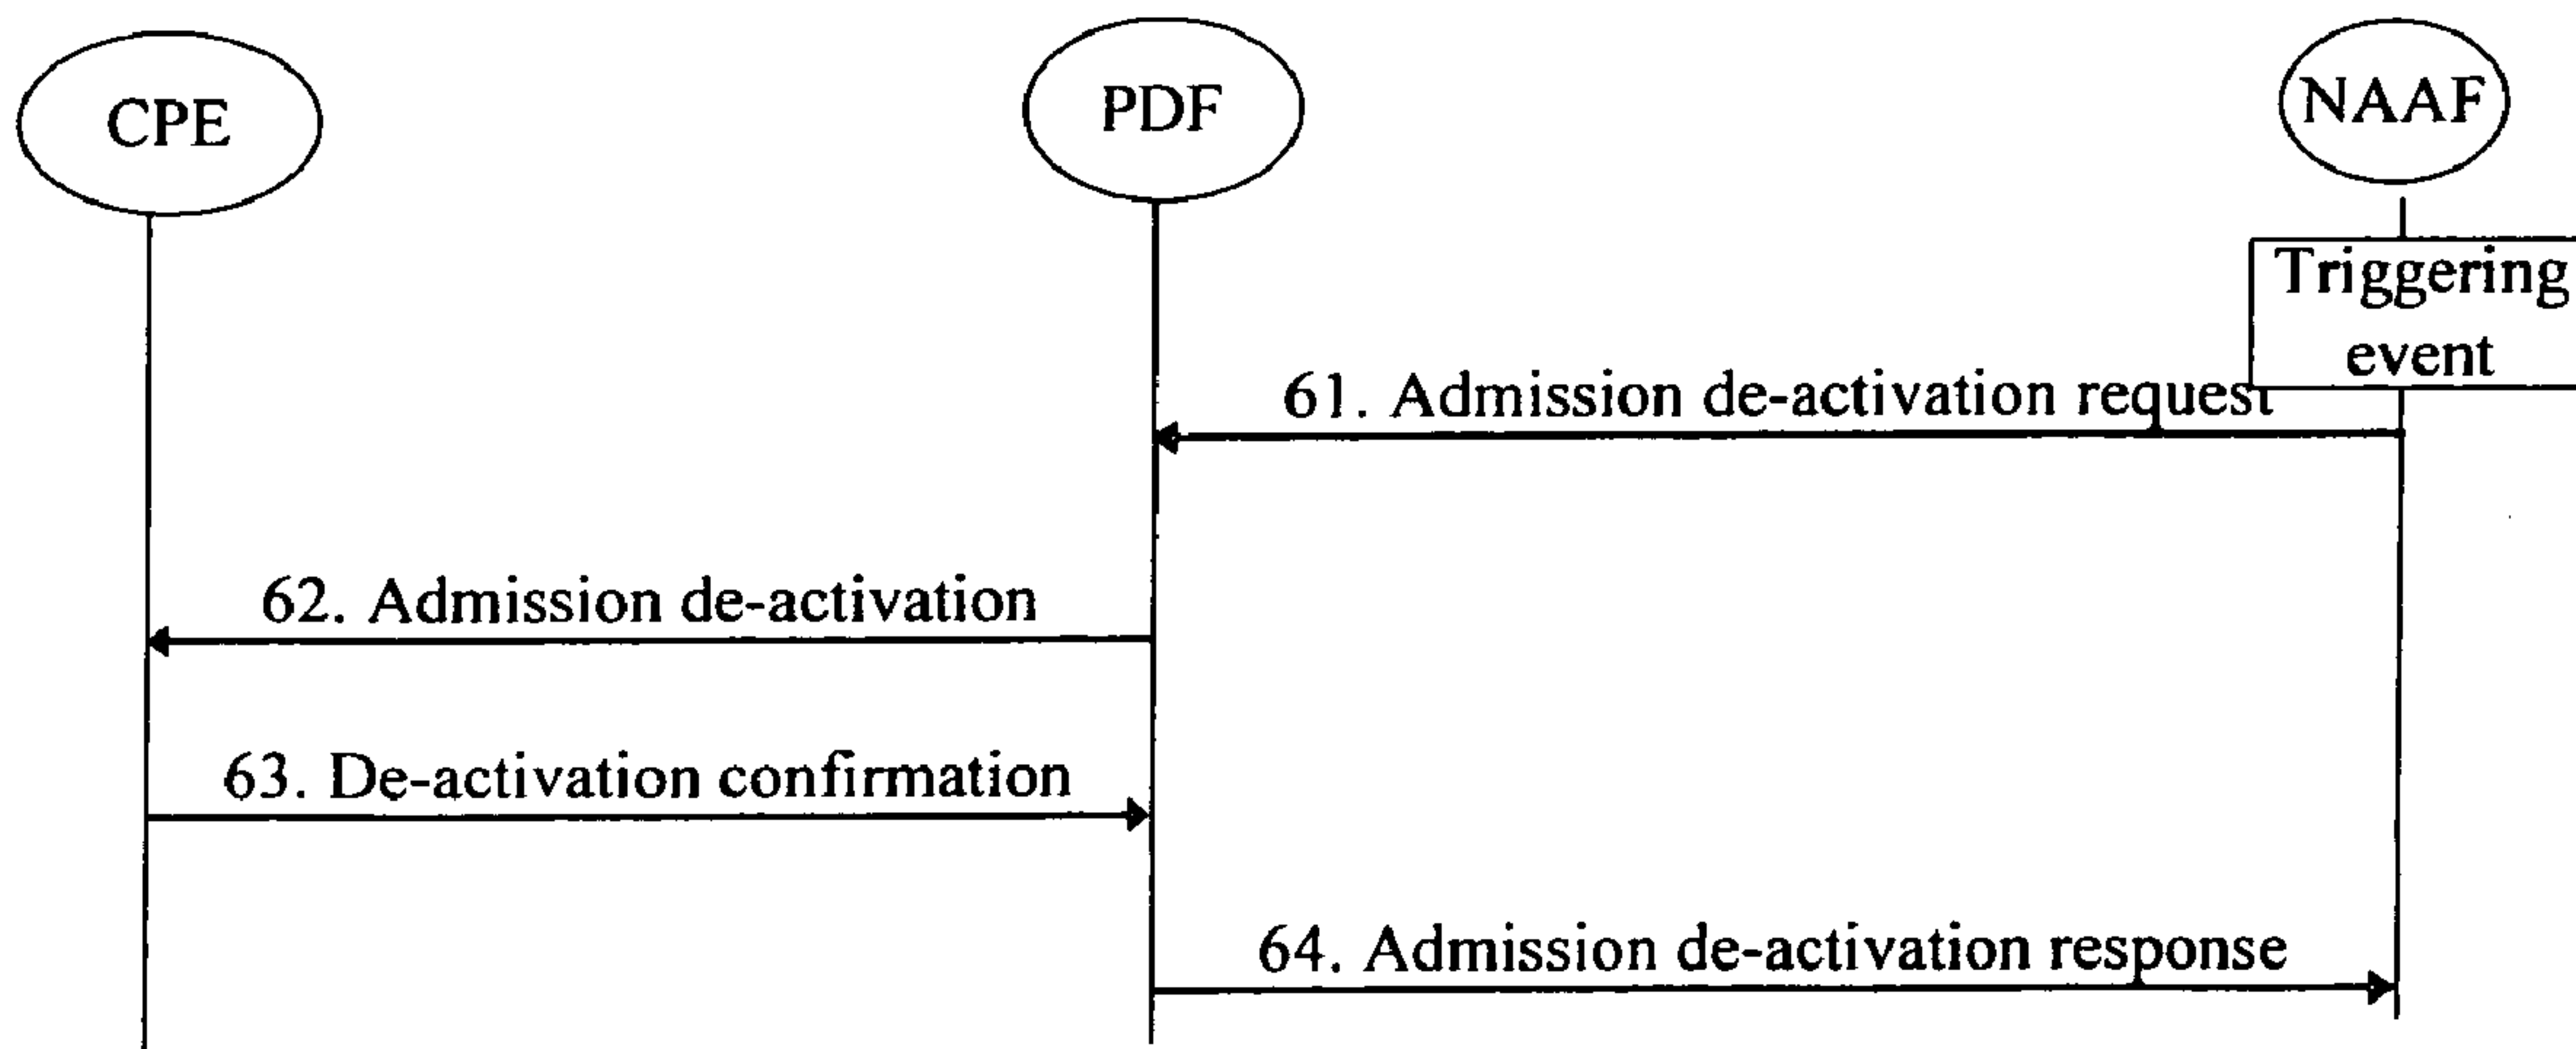 CPE
PDF
NAAF
Triggering
event
61. Admission de-activation request
62. Admission de-activation
63. De-activation confirmation
64. Admission de-activation response